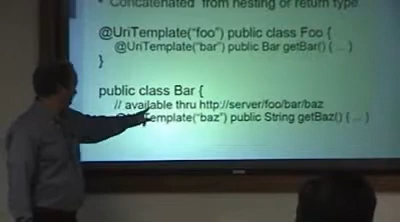 • Concatenated from nesting or return type
@UriTemplate("foo") public class Foo {
@UriTemplate("bar") public Bar getBar() { ... }
}
public class Bar {
// available thru http://server/foo/bar/baz
@UriTemplate("baz") public String getBaz() { ... }